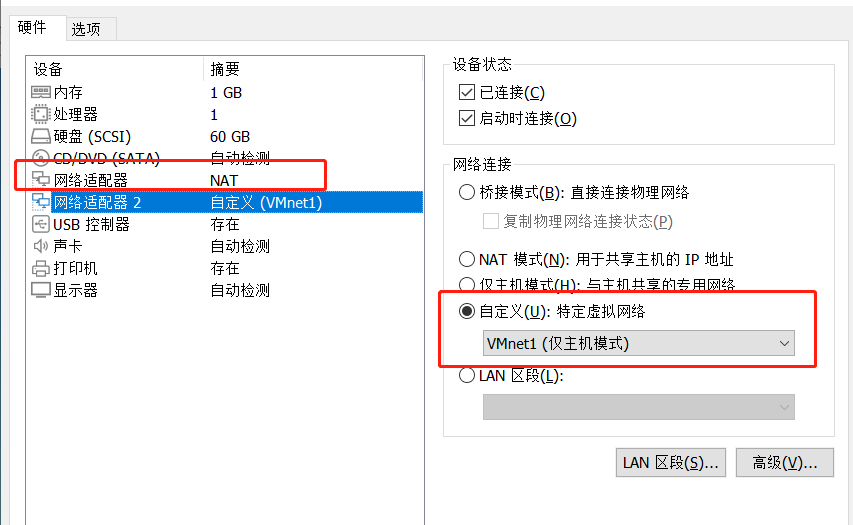 硬件 选项
设备 摘要
内存 1 GB
处理器 1
硬盘 (SCSI) 60 GB
CD/DVD (SATA) 自动检测
网络适配器 NAT
网络适配器 2 自定义 (VMnet1)
USB 控制器 存在
声卡 自动检测
打印机 存在
显示器 自动检测
设备状态
已连接(C)
启动时连接(O)
网络连接
桥接模式(B): 直接连接物理网络
复制物理网络连接状态(P)
NAT 模式(N): 用于共享主机的 IP 地址
仅主机模式(H): 与主机共享的专用网络
自定义(U): 特定虚拟网络
VMnet1 (仅主机模式)
LAN 区段(L):
LAN 区段(S)... 高级(V)...